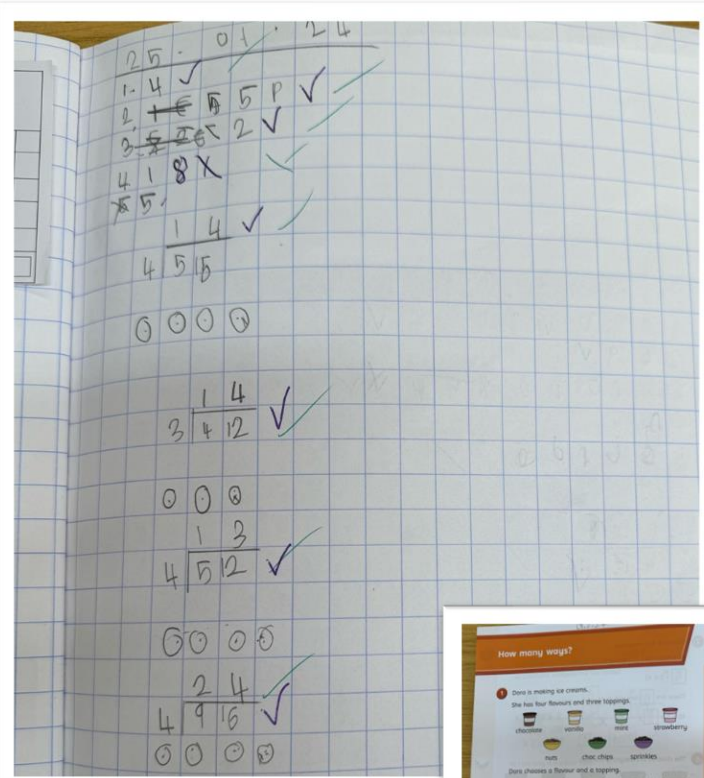 25.01.24
1. 4 ✓
2. 5 P ✓
3. 2 ✓
4 1 8 X
5.
1 4 ✓
4 5 15
1 4
3 4 12 ✓
1 3
4 5 12 ✓
2 4
4 9 16 ✓
How many ways?
1 Dora is making ice creams.
She has four flavours and three toppings.
chocolate vanilla mint strawberry
nuts choc chips sprinkles
Dora chooses a flavour and a topping.